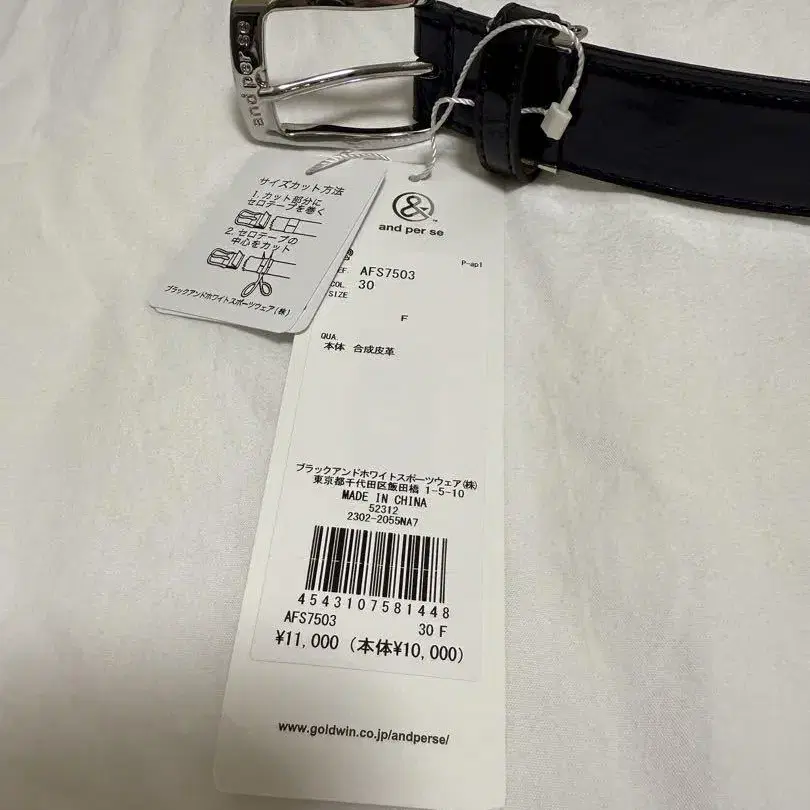 and per se
サイズカット方法
1. カット部分に
セロテープを巻く
2. セロテープの
中心をカット
ブラックアンドホワイトスポーツウェア(株)
&
and per se
P-ap1
EF. AFS7503
COL. 30
SIZE
F
QUA.
本体 合成皮革
ブラックアンドホワイトスポーツウェア(株)
東京都千代田区飯田橋 1-5-10
MADE IN CHINA
52312
2302-2055NA7
4543107581448
AFS7503 30 F
¥11,000 (本体¥10,000)
www.goldwin.co.jp/andperse/